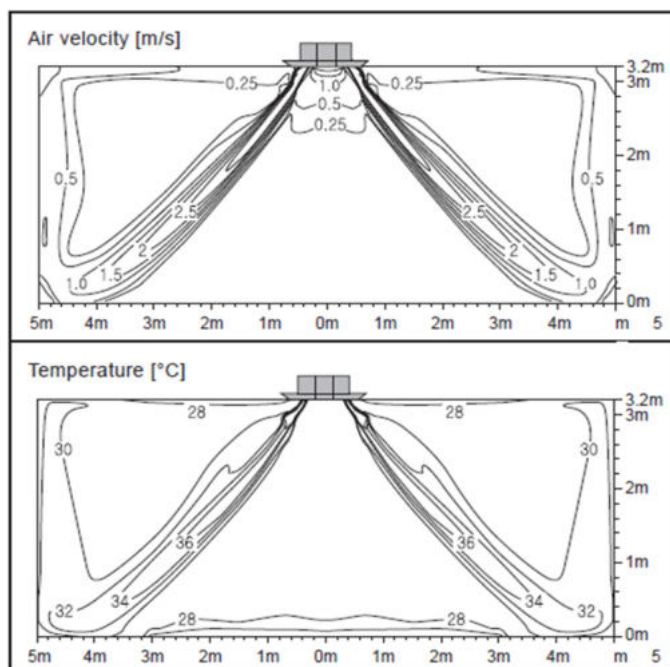 Air velocity [m/s]
3.2m
0.25 1.0 0.25 3m
0.5
0.25
2m
0.5 0.5
2.5 2.5
1m
2 2
1.5 1.5
1.0 1.0
0m
5m 4m 3m 2m 1m 0m 1m 2m 3m 4m m 5
Temperature [°C]
3.2m
28 28 3m
30 30
2m
36 36
1m
34 34
32 32
28 28
0m
5m 4m 3m 2m 1m 0m 1m 2m 3m 4m m 5